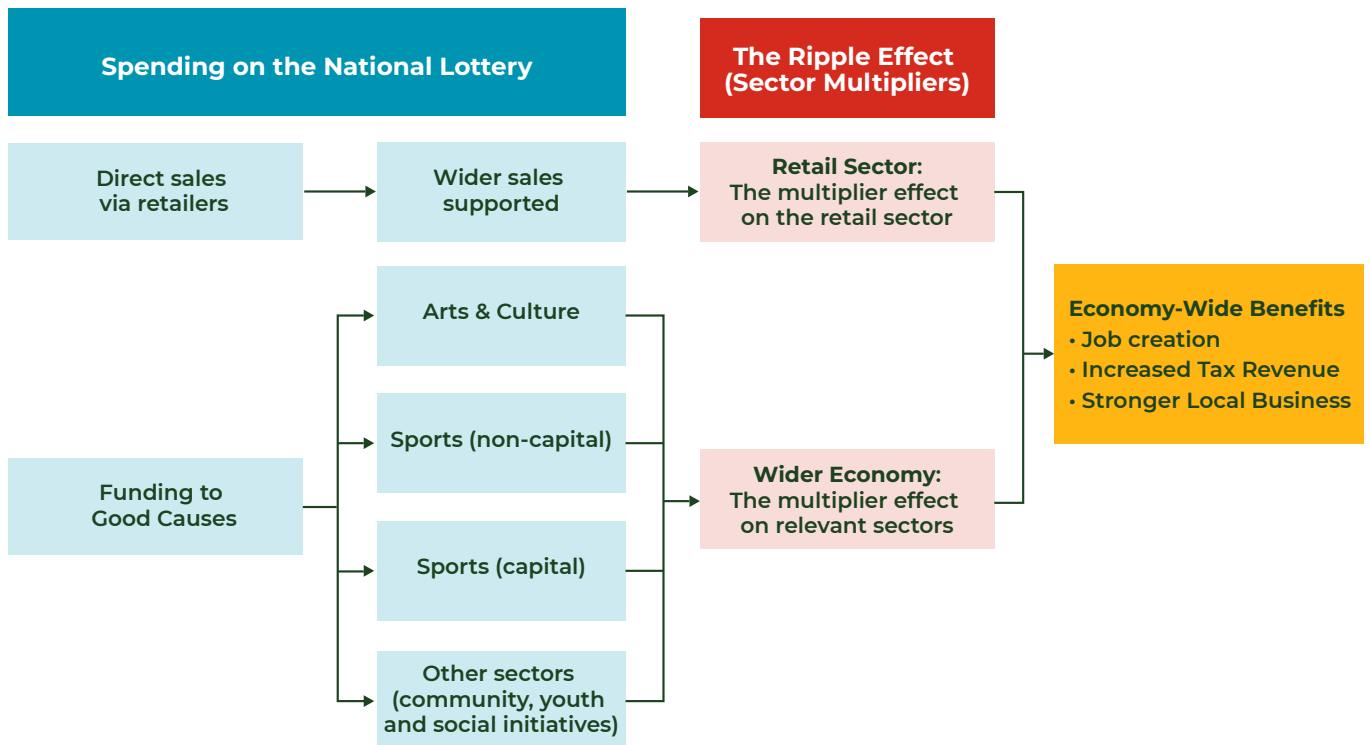 Spending on the National Lottery
The Ripple Effect
(Sector Multipliers)
Direct sales
via retailers
Wider sales
supported
Retail Sector:
The multiplier effect
on the retail sector
Funding to
Good Causes
Arts & Culture
Sports (non-capital)
Sports (capital)
Other sectors
(community, youth
and social initiatives)
Wider Economy:
The multiplier effect
on relevant sectors
Economy-Wide Benefits
• Job creation
• Increased Tax Revenue
• Stronger Local Business